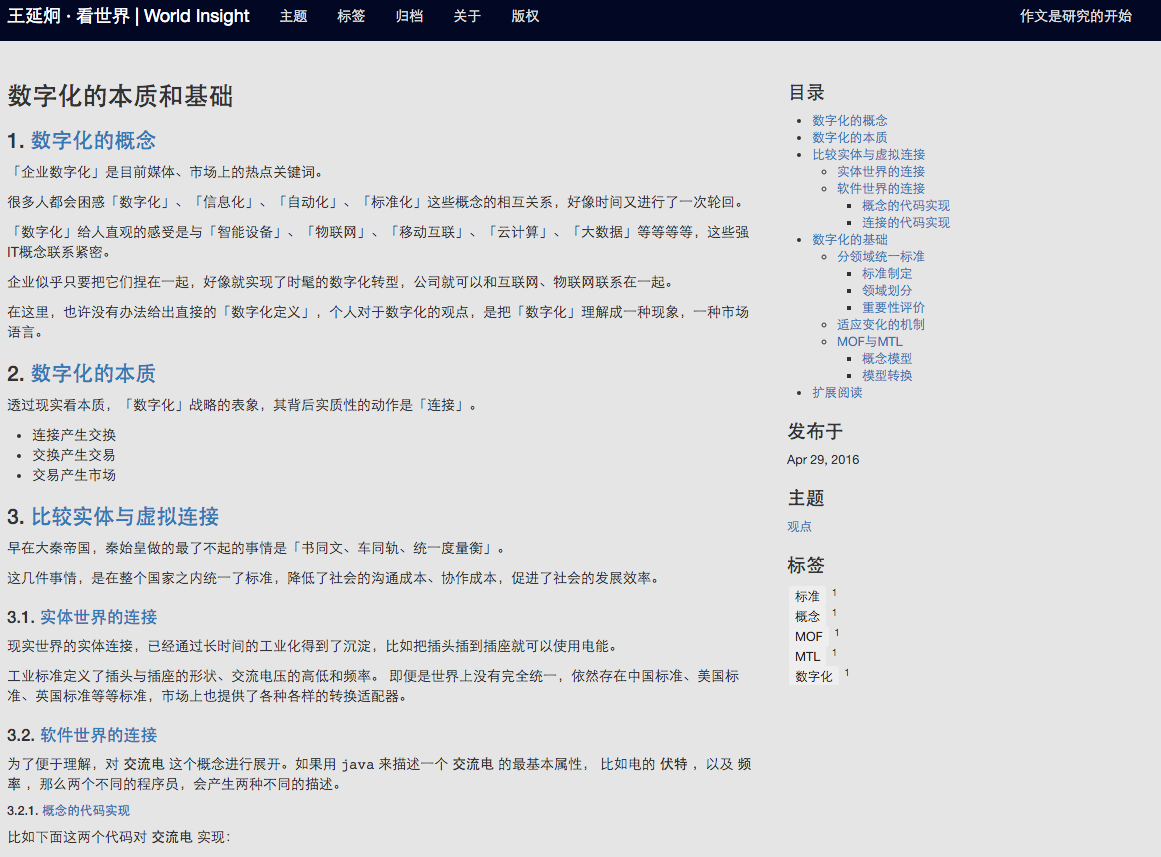 王延炯 · 看世界 | World Insight 主题 标签 归档 关于 版权 作文是研究的开始
数字化的本质和基础
1. 数字化的概念
「企业数字化」是目前媒体、市场上的热点关键词。
很多人都会困惑「数字化」、「信息化」、「自动化」、「标准化」这些概念的相互关系，好像时间又进行了一次轮回。
「数字化」给人直观的感受是与「智能设备」、「物联网」、「移动互联」、「云计算」、「大数据」等等等等，这些强
IT概念联系紧密。
企业似乎只要把它们捏在一起，好像就实现了时髦的数字化转型，公司就可以和互联网、物联网联系在一起。
在这里，也许没有办法给出直接的「数字化定义」，个人对于数字化的观点，是把「数字化」理解成一种现象，一种市场
语言。
2. 数字化的本质
透过现实看本质，「数字化」战略的表象，其背后实质性的动作是「连接」。
• 连接产生交换
• 交换产生交易
• 交易产生市场
3. 比较实体与虚拟连接
早在大秦帝国，秦始皇做的最了不起的事情是「书同文、车同轨、统一度量衡」。
这几件事情，是在整个国家之内统一了标准，降低了社会的沟通成本、协作成本，促进了社会的发展效率。
3.1. 实体世界的连接
现实世界的实体连接，已经通过长时间的工业化得到了沉淀，比如把插头插到插座就可以使用电能。
工业标准定义了插头与插座的形状、交流电压的高低和频率。 即便是世界上没有完全统一，依然存在中国标准、美国标
准、英国标准等等标准，市场上也提供了各种各样的转换适配器。
3.2. 软件世界的连接
为了便于理解，对 交流电 这个概念进行展开。如果用 java 来描述一个 交流电 的最基本属性， 比如电的 伏特 ，以及 频
率 ，那么两个不同的程序员，会产生两种不同的描述。
3.2.1. 概念的代码实现
比如下面这两个代码对 交流电 实现：
目录
• 数字化的概念
• 数字化的本质
• 比较实体与虚拟连接
◦ 实体世界的连接
◦ 软件世界的连接
▪ 概念的代码实现
▪ 连接的代码实现
• 数字化的基础
◦ 分领域统一标准
▪ 标准制定
▪ 领域划分
▪ 重要性评价
◦ 适应变化的机制
◦ MOF与MTL
▪ 概念模型
▪ 模型转换
• 扩展阅读
发布于
Apr 29, 2016
主题
观点
标签
标准 1
概念 1
MOF 1
MTL 1
数字化 1